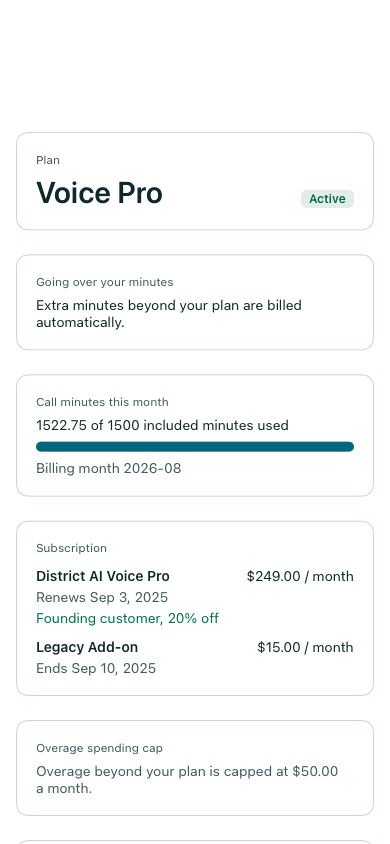 Plan
Voice Pro
Active
Going over your minutes
Extra minutes beyond your plan are billed
automatically.
Call minutes this month
1522.75 of 1500 included minutes used
Billing month 2026-08
Subscription
District AI Voice Pro $249.00 / month
Renews Sep 3, 2025
Founding customer, 20% off
Legacy Add-on $15.00 / month
Ends Sep 10, 2025
Overage spending cap
Overage beyond your plan is capped at $50.00
a month.